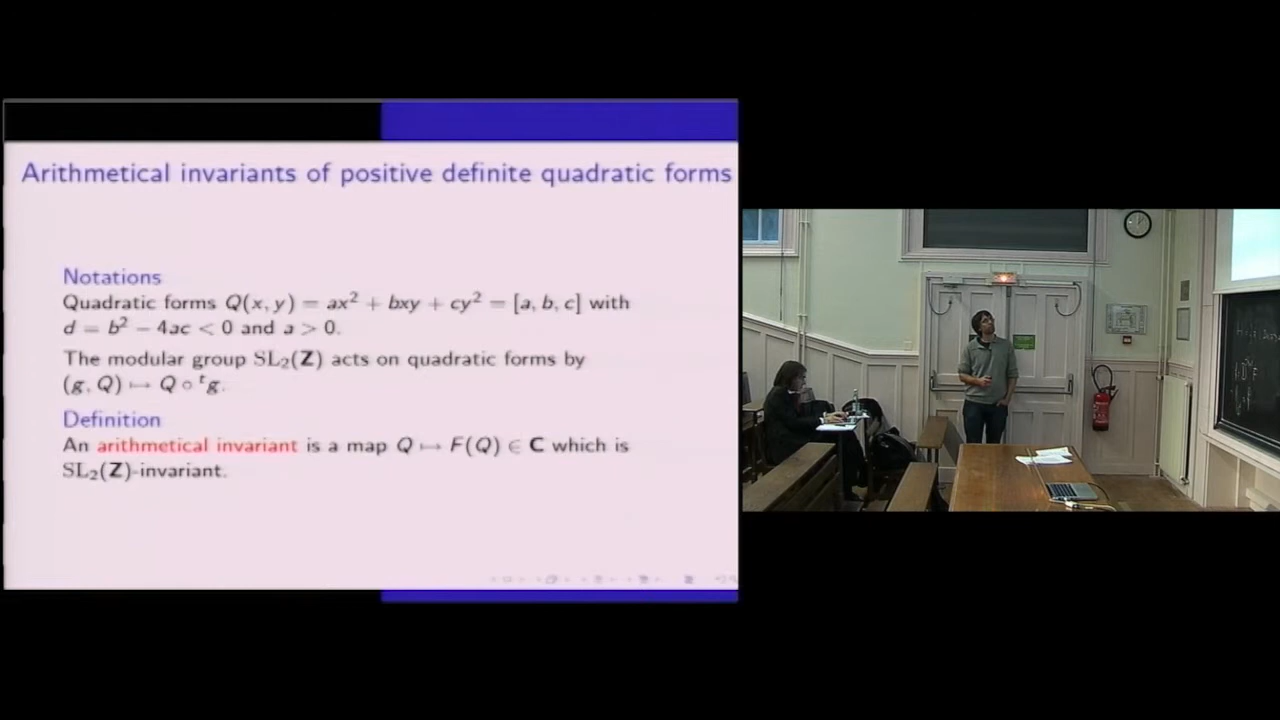 Arithmetical invariants of positive definite quadratic forms
Notations
Quadratic forms Q(x, y) = ax² + bxy + cy² = [a, b, c] with
d = b² − 4ac < 0 and a > 0.
The modular group SL₂(Z) acts on quadratic forms by
(g, Q) ↦ Q ∘ ᵗg.
Definition
An arithmetical invariant is a map Q ↦ F(Q) ∈ C which is
SL₂(Z)-invariant.